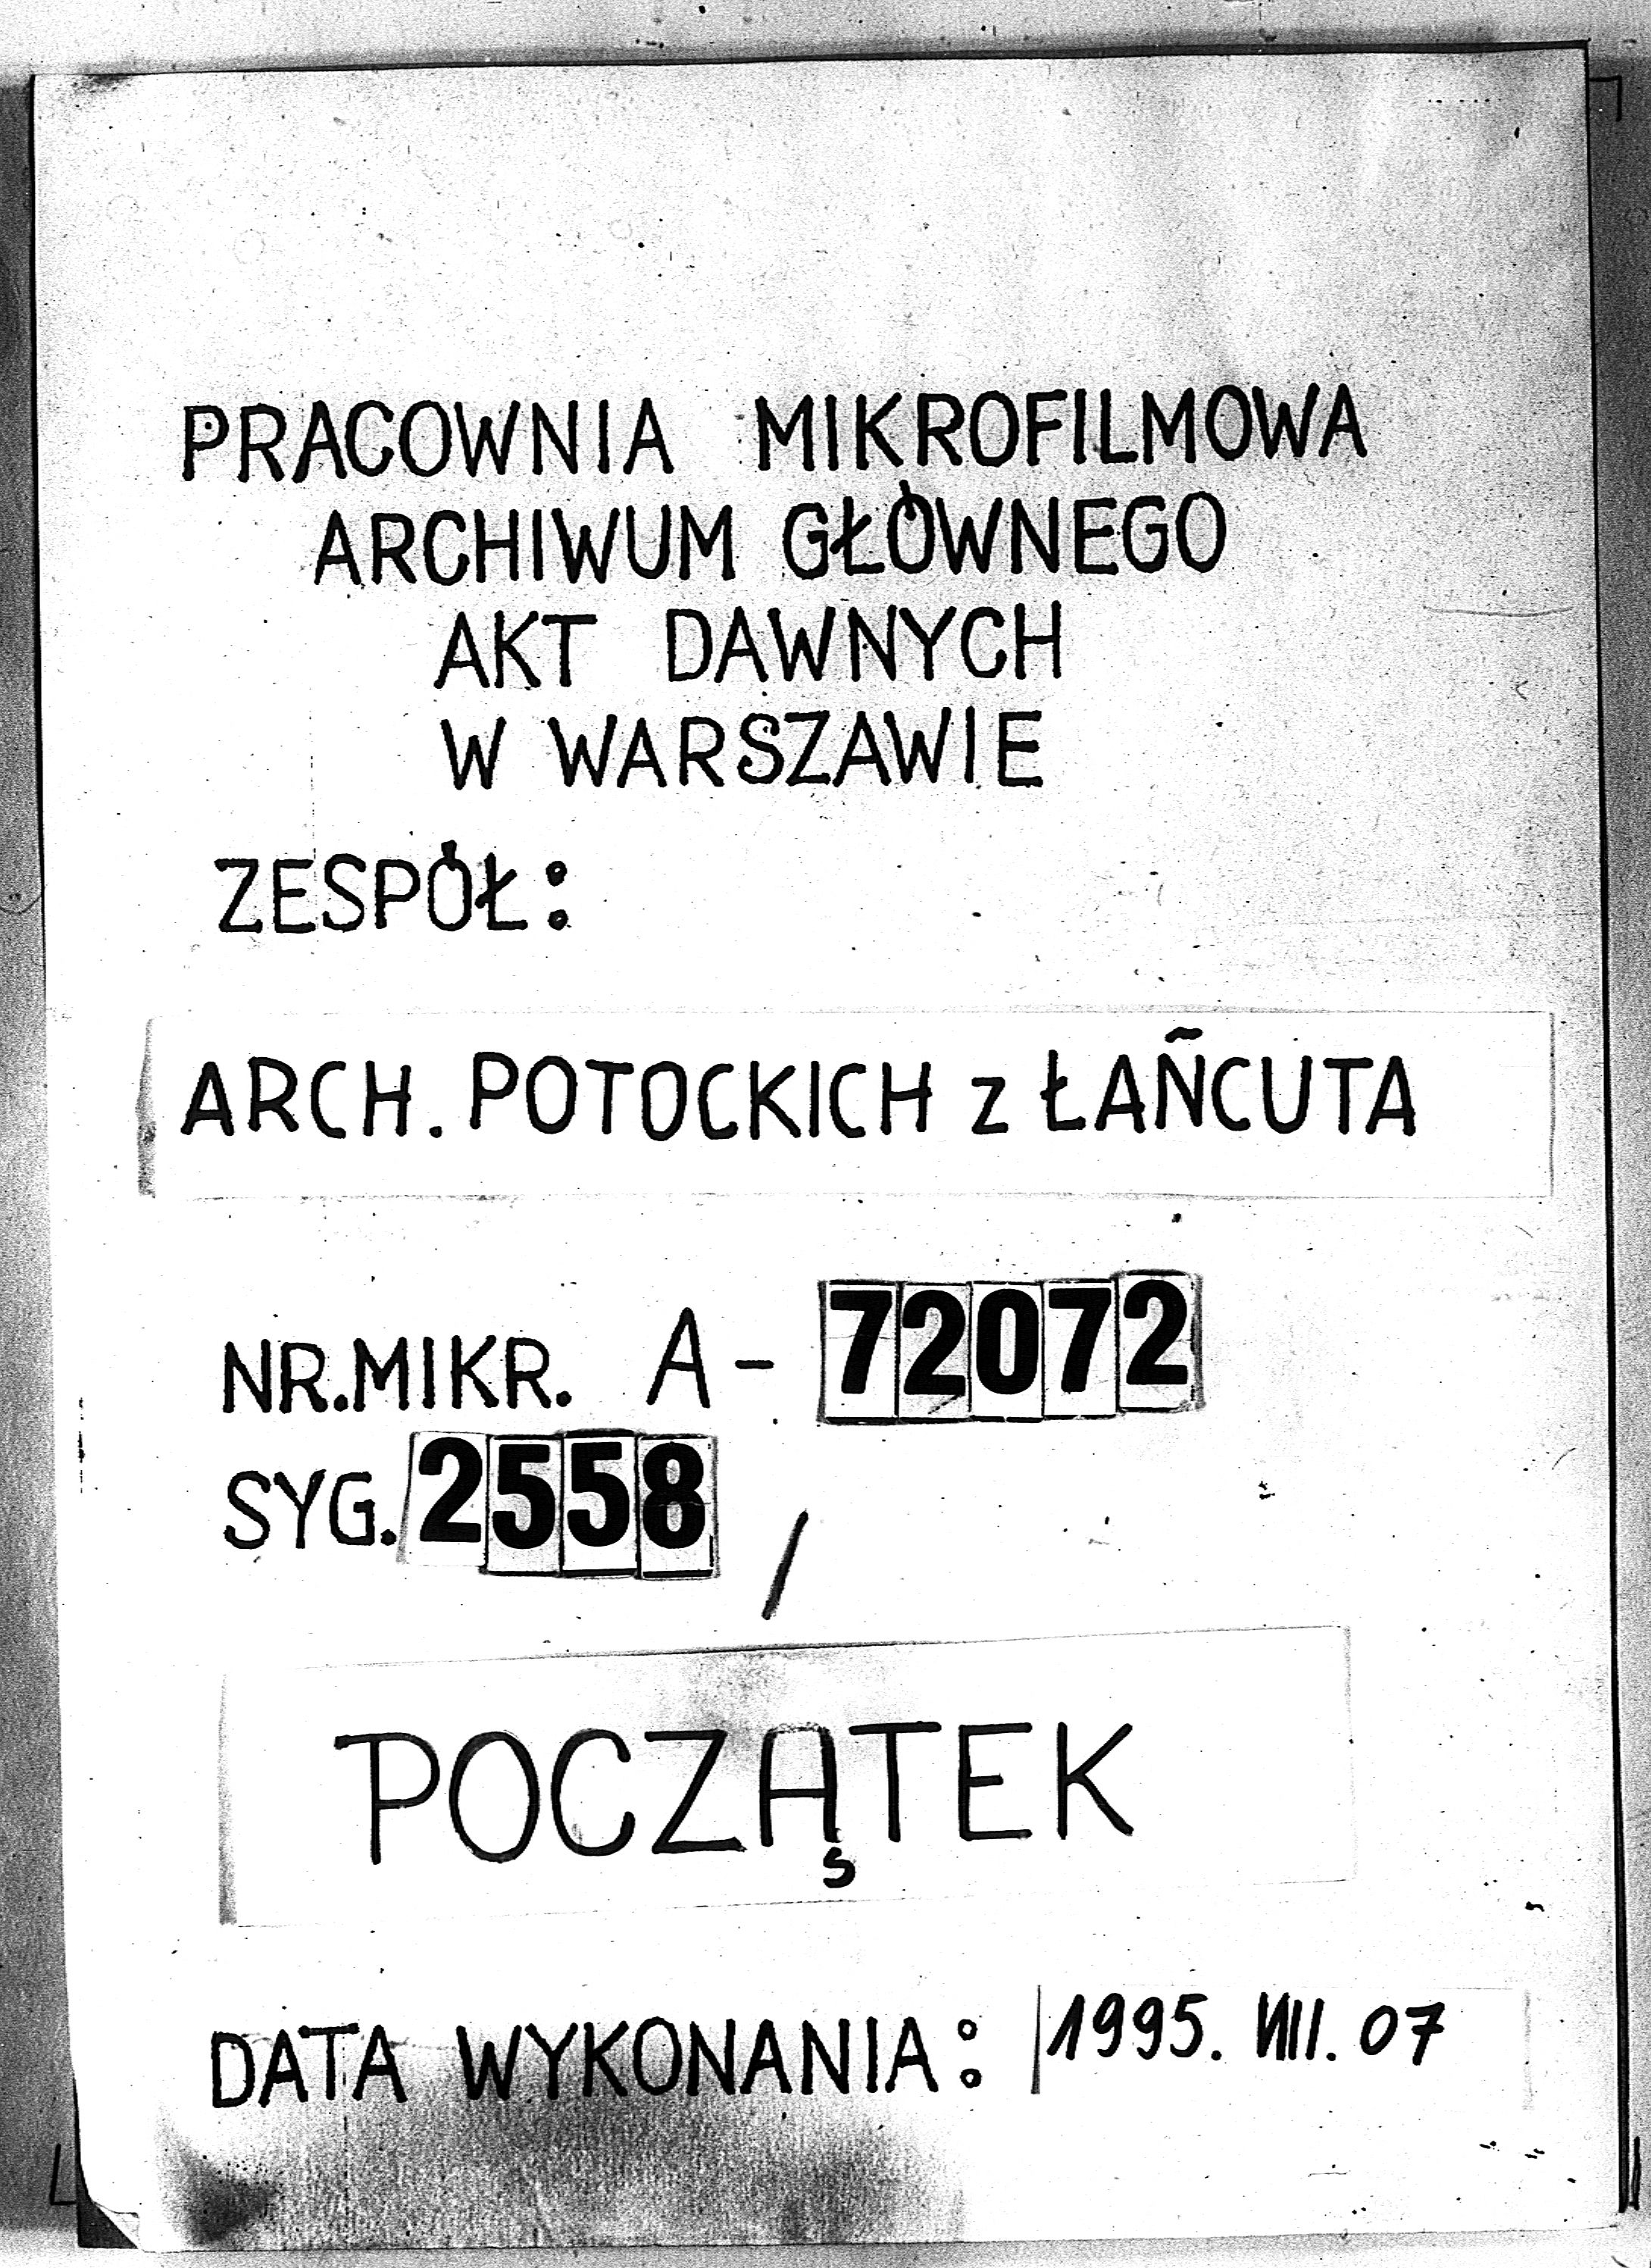 PRACOWNIA MIKROFILMOWA
ARCHIWUM GŁÓWNEGO
AKT DAWNYCH
W WARSZAWIE
ZESPÓŁ:
ARCH. POTOCKICH z ŁAŃCUTA
NR.MIKR. A-72072
SYG. 2558 /
POCZĄTEK
DATA WYKONANIA: 1995. VIII. 07